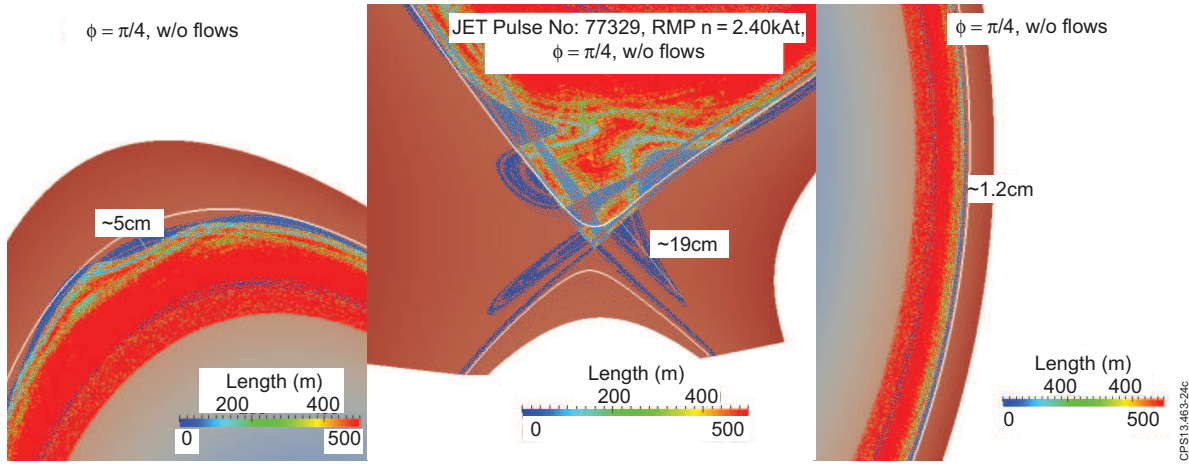 ϕ = π/4, w/o flows
~5cm
Length (m)
200 400
0 500
JET Pulse No: 77329, RMP n = 2.40kAt,
ϕ = π/4, w/o flows
~19cm
Length (m)
200 400
0 500
ϕ = π/4, w/o flows
~1.2cm
Length (m)
400 400
0 500
CPS13.463-24c